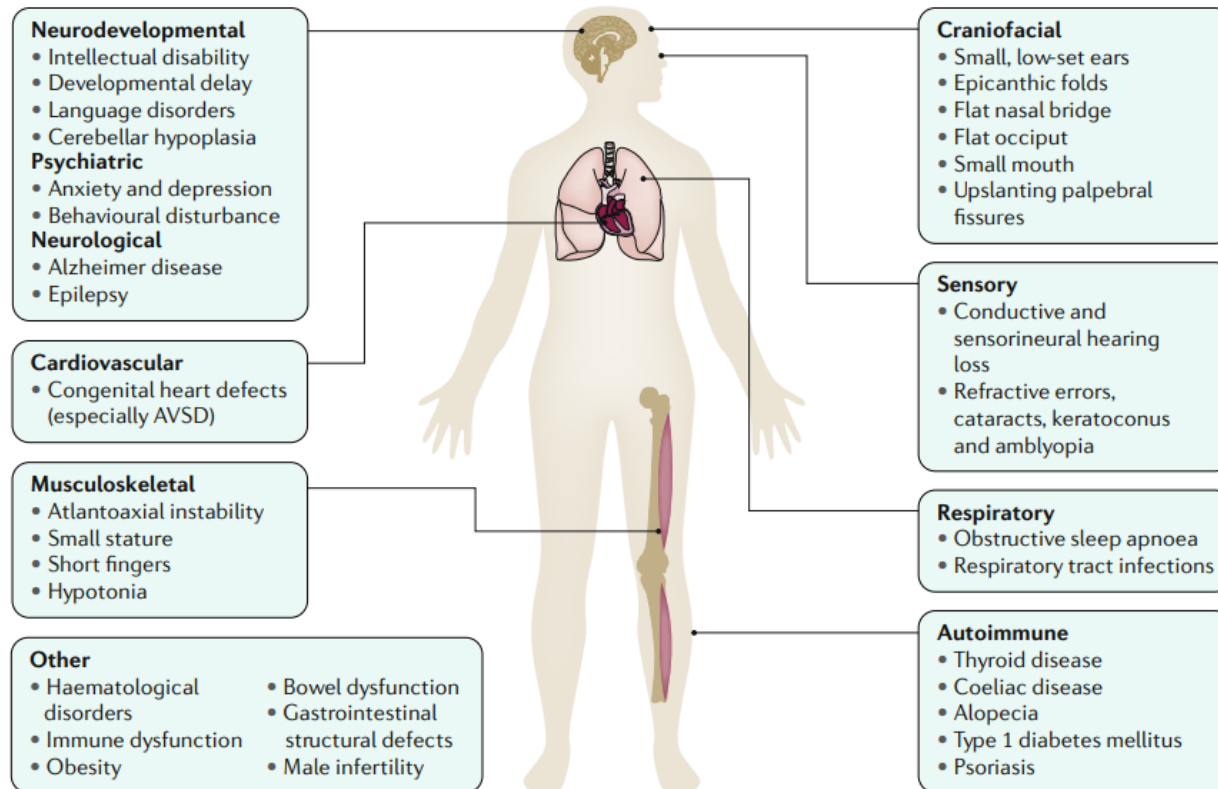 Neurodevelopmental
• Intellectual disability
• Developmental delay
• Language disorders
• Cerebellar hypoplasia
Psychiatric
• Anxiety and depression
• Behavioural disturbance
Neurological
• Alzheimer disease
• Epilepsy
Cardiovascular
• Congenital heart defects
(especially AVSD)
Musculoskeletal
• Atlantoaxial instability
• Small stature
• Short fingers
• Hypotonia
Other
• Haematological
disorders
• Immune dysfunction
• Obesity
• Bowel dysfunction
• Gastrointestinal
structural defects
• Male infertility
Craniofacial
• Small, low-set ears
• Epicanthic folds
• Flat nasal bridge
• Flat occiput
• Small mouth
• Upslanting palpebral
fissures
Sensory
• Conductive and
sensorineural hearing
loss
• Refractive errors,
cataracts, keratoconus
and amblyopia
Respiratory
• Obstructive sleep apnoea
• Respiratory tract infections
Autoimmune
• Thyroid disease
• Coeliac disease
• Alopecia
• Type 1 diabetes mellitus
• Psoriasis